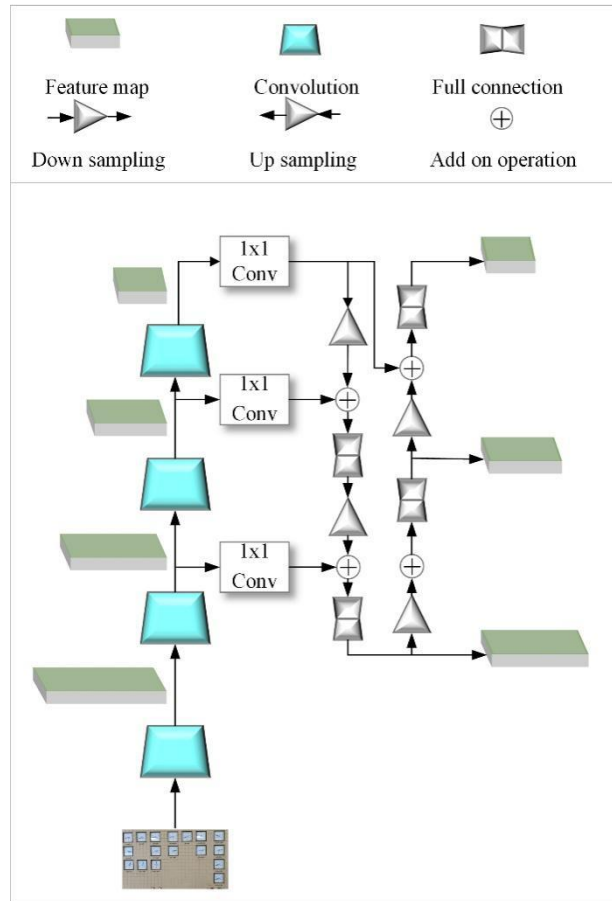 Feature map
Convolution
Full connection
Down sampling
Up sampling
Add on operation
1x1
Conv
1x1
Conv
1x1
Conv